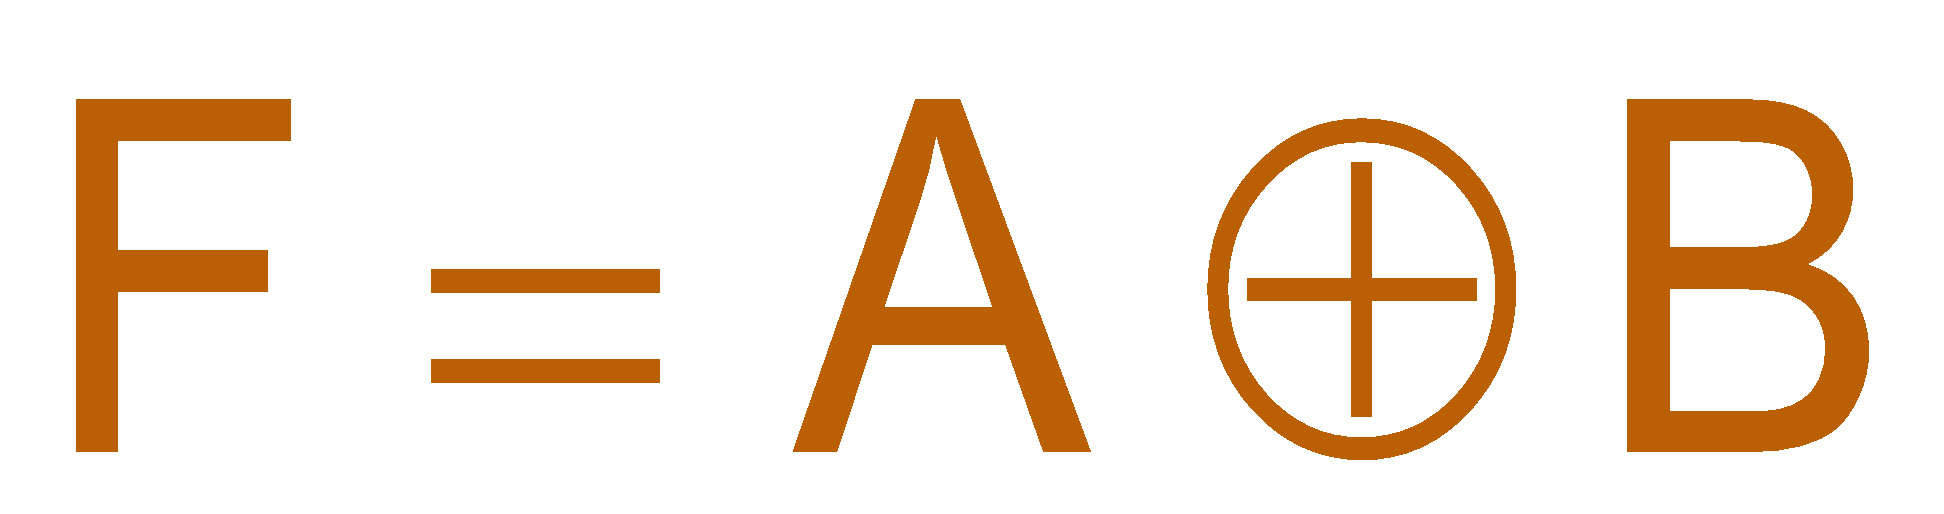 F = A ⊕ B